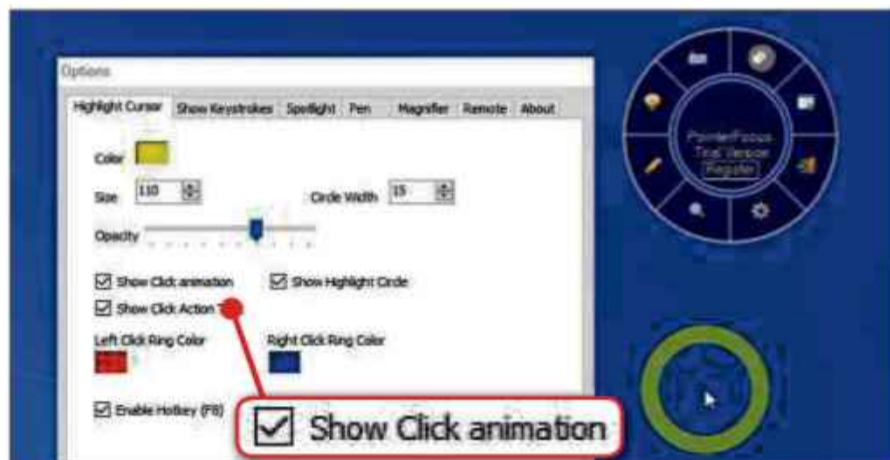 Options
Highlight Cursor Show Keystrokes Spotlight Pen Magnifier Remote About
Color
Size 110 Circle Width 15
Opacity
Show Click animation Show Highlight Circle
Show Click Action
Left Click Ring Color Right Click Ring Color
Enable Hotkey (F8)
Show Click animation
PointerFocus
Trial Version
Register